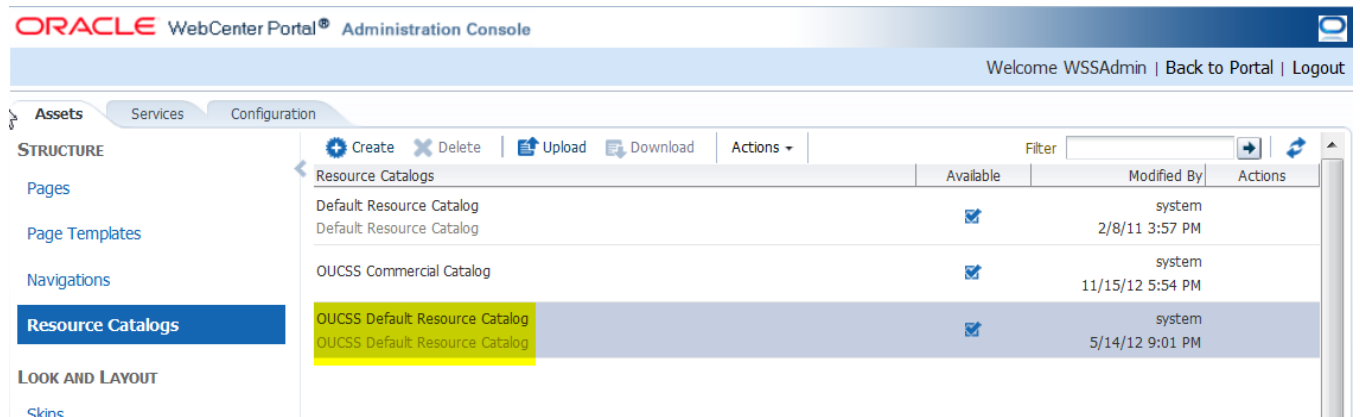 ORACLE WebCenter Portal® Administration Console
Welcome WSSAdmin | Back to Portal | Logout
Assets Services Configuration
STRUCTURE
Pages
Page Templates
Navigations
Resource Catalogs
LOOK AND LAYOUT
Skins
Create Delete Upload Download Actions Filter
Resource Catalogs Available Modified By Actions
Default Resource Catalog system
Default Resource Catalog 2/8/11 3:57 PM
OUCSS Commercial Catalog system
11/15/12 5:54 PM
OUCSS Default Resource Catalog system
OUCSS Default Resource Catalog 5/14/12 9:01 PM